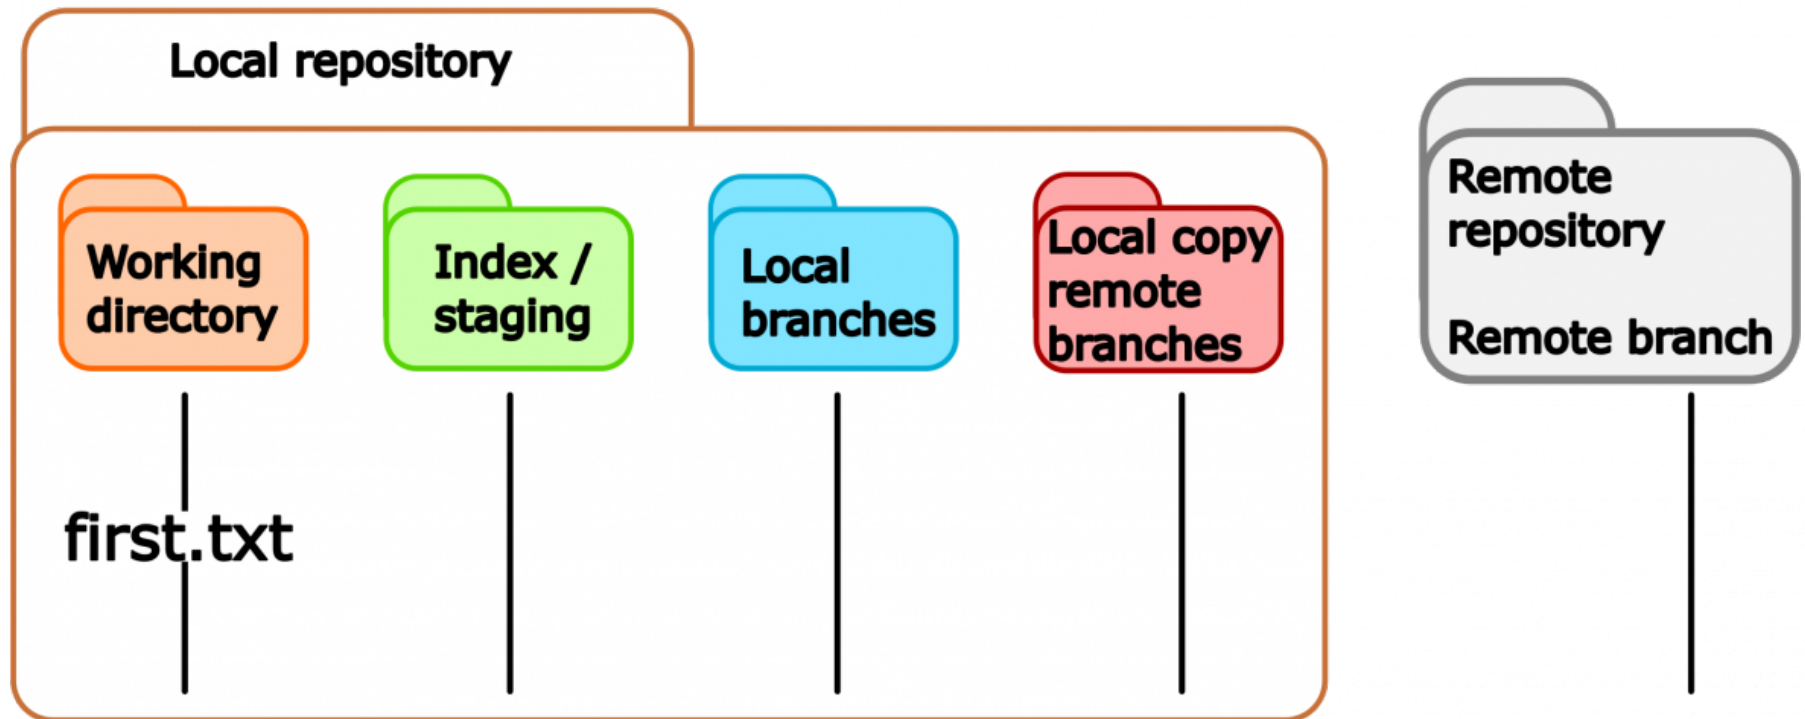 Local repository
Working
directory
Index /
staging
Local
branches
Local copy
remote
branches
Remote
repository
Remote branch
first.txt